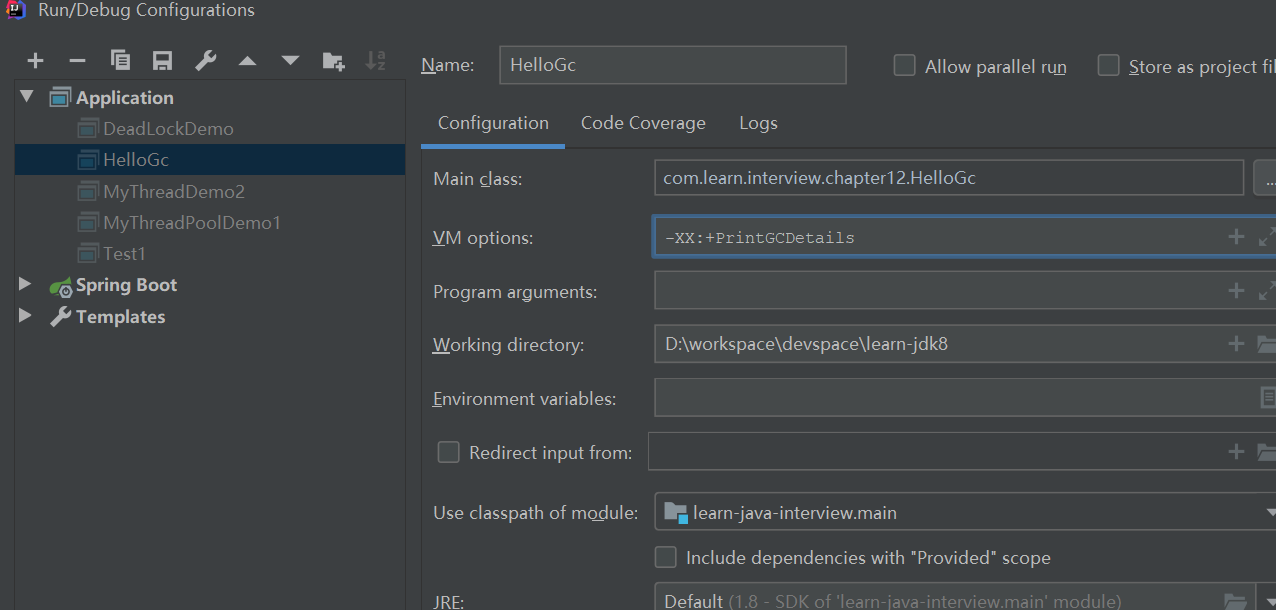 Run/Debug Configurations
Name: HelloGc Allow parallel run Store as project fil
Application
DeadLockDemo
HelloGc
MyThreadDemo2
MyThreadPoolDemo1
Test1
Spring Boot
Templates
Configuration Code Coverage Logs
Main class: com.learn.interview.chapter12.HelloGc ...
VM options: -XX:+PrintGCDetails
Program arguments:
Working directory: D:\workspace\devspace\learn-jdk8
Environment variables:
Redirect input from:
Use classpath of module: learn-java-interview.main
Include dependencies with "Provided" scope
JRE: Default (1.8 - SDK of 'learn-java-interview.main' module)